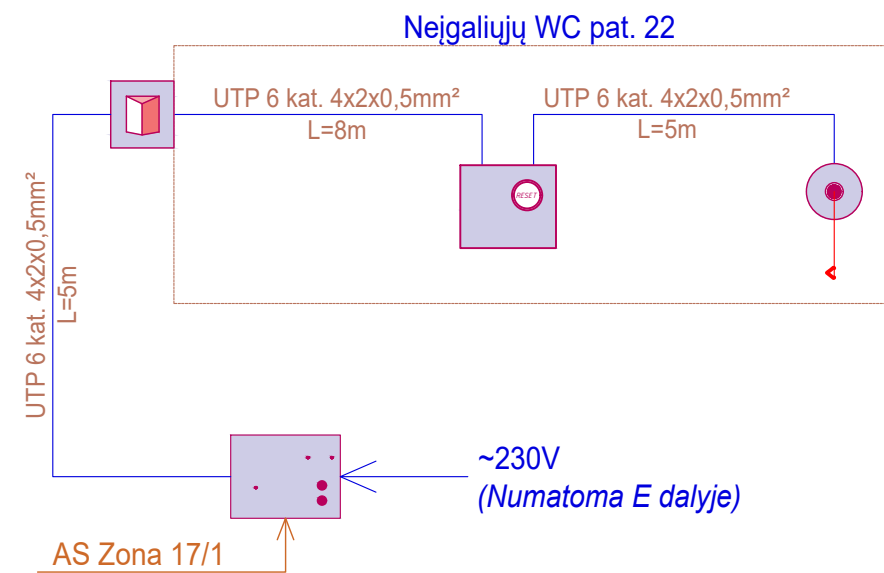 Neįgaliųjų WC pat. 22
UTP 6 kat. 4x2x0,5mm²
L=8m
UTP 6 kat. 4x2x0,5mm²
L=5m
RESET
UTP 6 kat. 4x2x0,5mm²
L=5m
~230V
(Numatoma E dalyje)
AS Zona 17/1